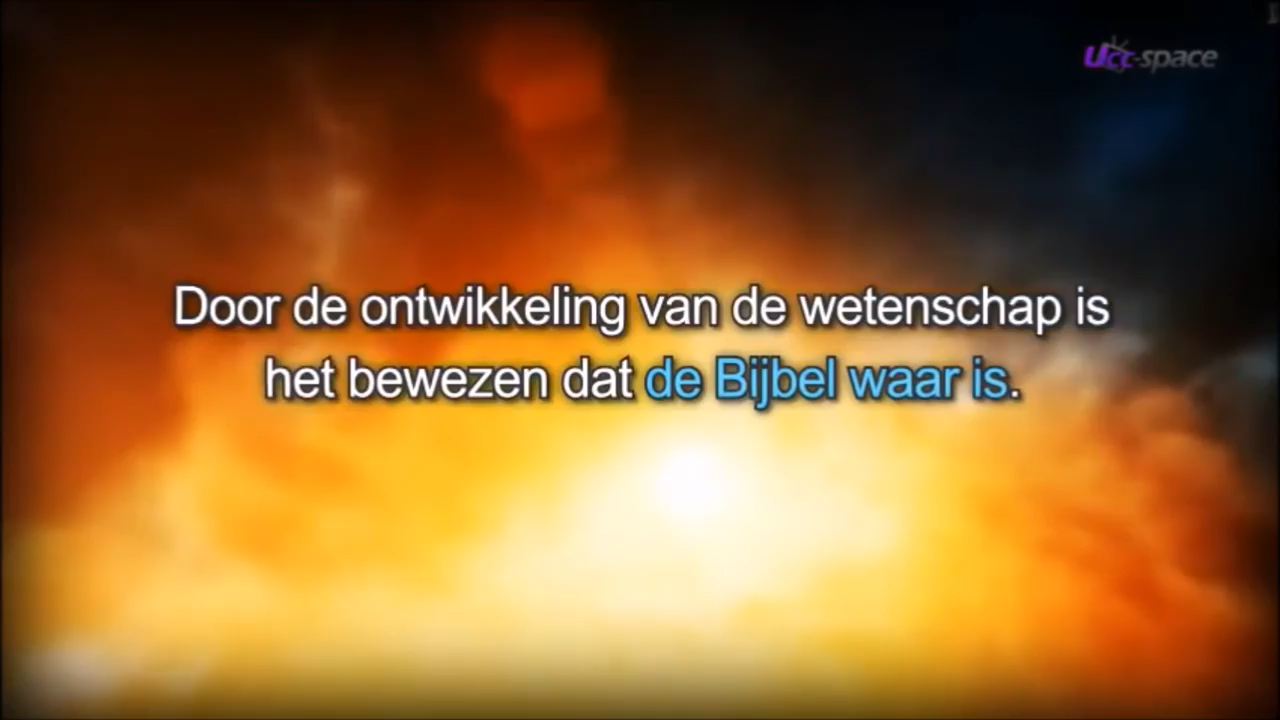 Ucc-space
Door de ontwikkeling van de wetenschap is
het bewezen dat de Bijbel waar is.